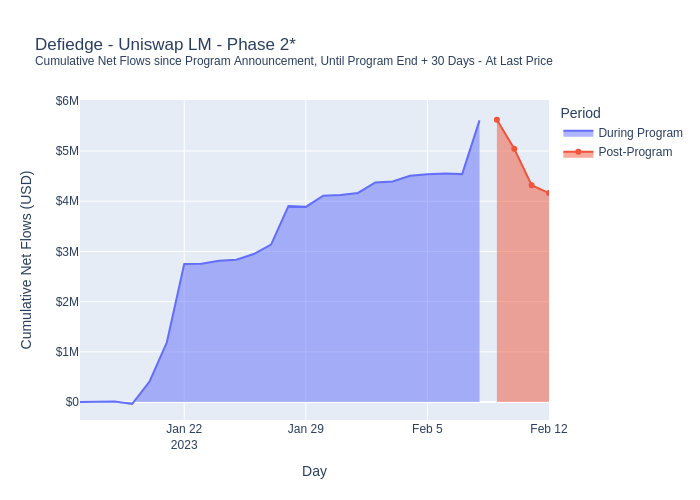 Defiedge - Uniswap LM - Phase 2*
Cumulative Net Flows since Program Announcement, Until Program End + 30 Days - At Last Price
Cumulative Net Flows (USD)
$6M
$5M
$4M
$3M
$2M
$1M
$0
Jan 22
2023
Jan 29
Feb 5
Feb 12
Day
Period
During Program
Post-Program